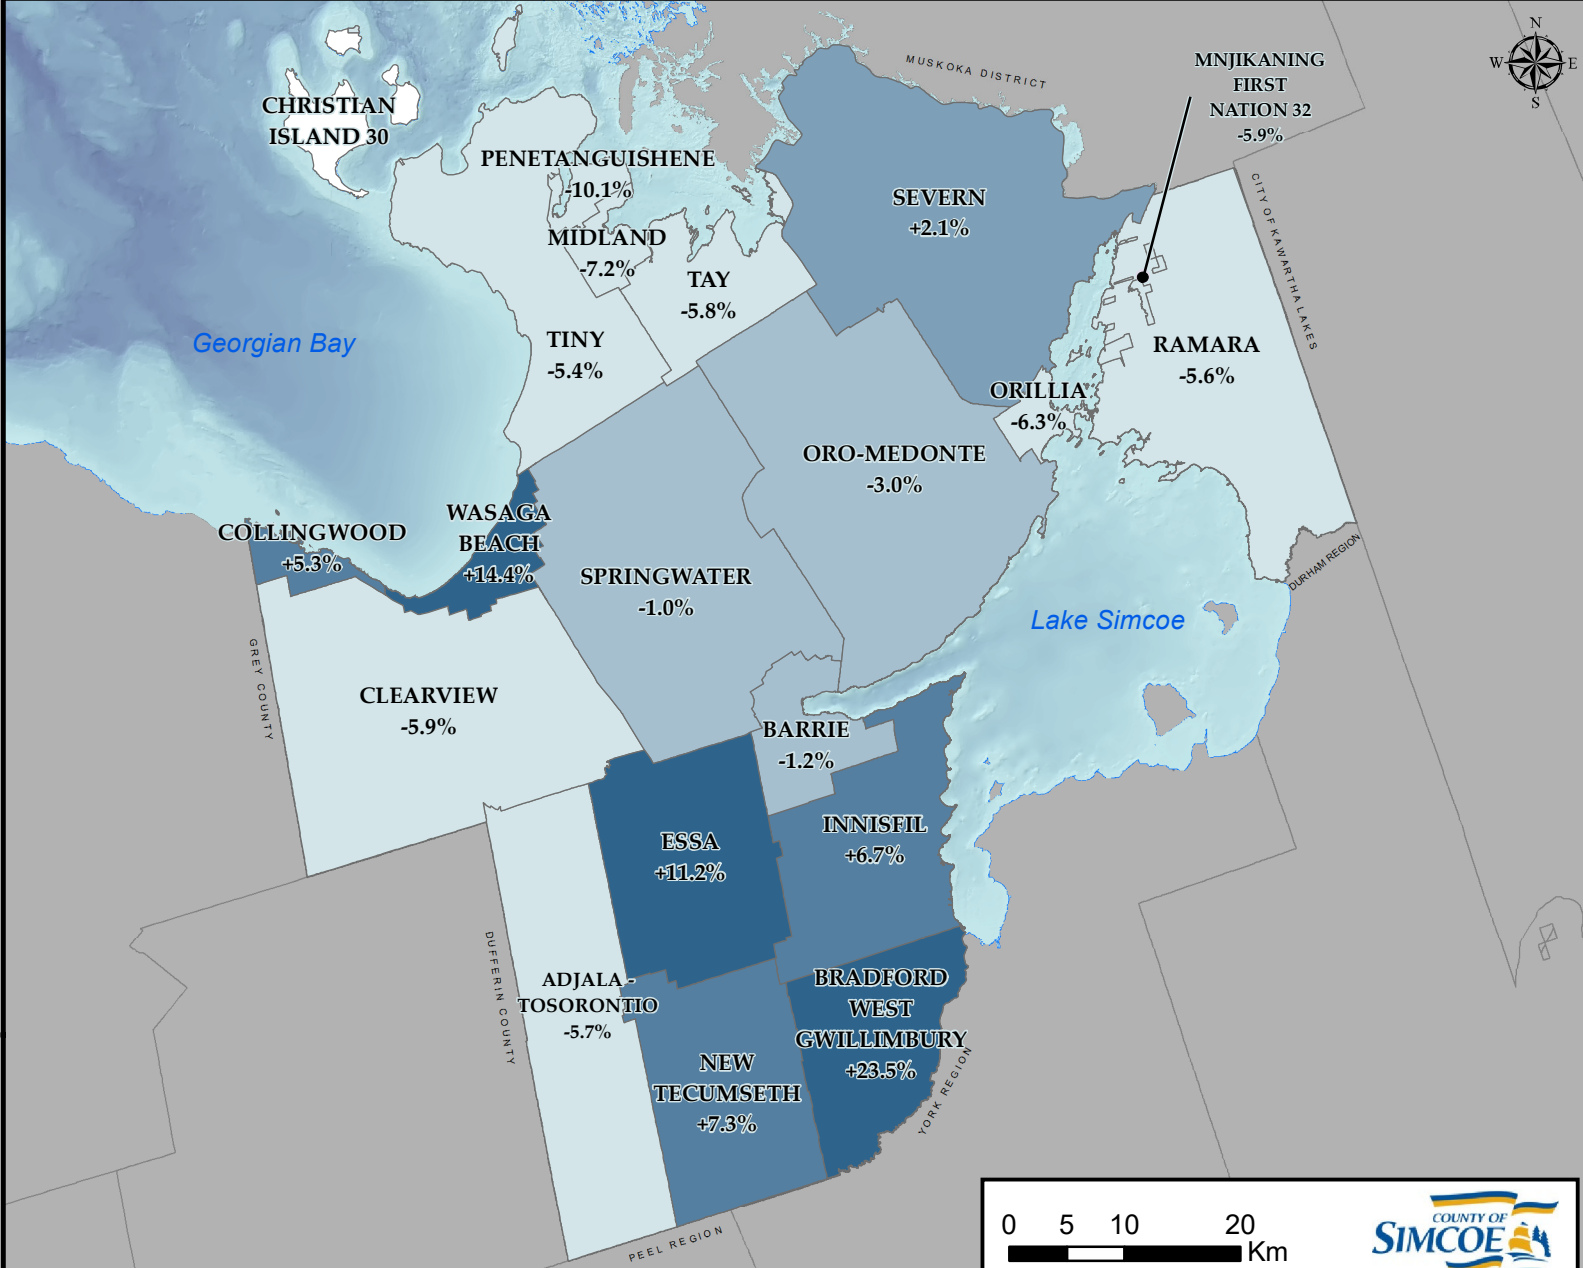 N
W E
S
MUSKOKA DISTRICT
MNJIKANING
FIRST
NATION 32
-5.9%
CHRISTIAN
ISLAND 30
PENETANGUISHENE
-10.1%
SEVERN
+2.1%
CITY OF KAWARTHA LAKES
MIDLAND
-7.2%
TAY
-5.8%
Georgian Bay
TINY
-5.4%
RAMARA
-5.6%
ORILLIA
-6.3%
ORO-MEDONTE
-3.0%
WASAGA
BEACH
+14.4%
COLLINGWOOD
+5.3%
SPRINGWATER
-1.0%
DURHAM REGION
Lake Simcoe
GREY COUNTY
CLEARVIEW
-5.9%
BARRIE
-1.2%
ESSA
+11.2%
INNISFIL
+6.7%
DUFFERIN COUNTY
ADJALA -
TOSORONTIO
-5.7%
BRADFORD
WEST
GWILLIMBURY
+23.5%
YORK REGION
NEW
TECUMSETH
+7.3%
PEEL REGION
0 5 10 20
Km
COUNTY OF
SIMCOE